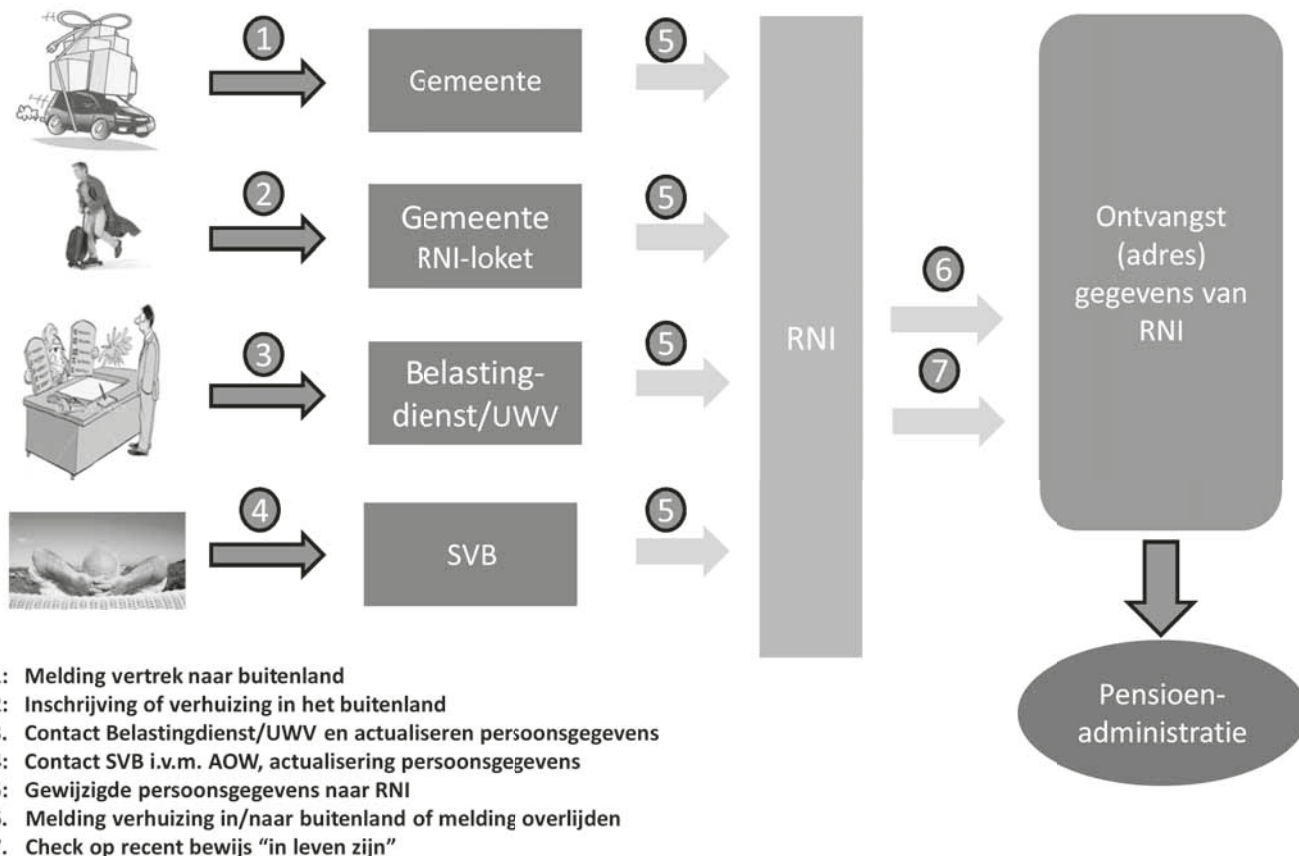 1
Gemeente
5
2
Gemeente
RNI-loket
5
3
Belasting-
dienst/UWV
5
4
SVB
5
RNI
6
7
Ontvangst
(adres)
gegevens van
RNI
Pensioen-
administratie
: Melding vertrek naar buitenland
: Inschrijving of verhuizing in het buitenland
. Contact Belastingdienst/UWV en actualiseren persoonsgegevens
: Contact SVB i.v.m. AOW, actualisering persoonsgegevens
: Gewijzigde persoonsgegevens naar RNI
. Melding verhuizing in/naar buitenland of melding overlijden
. Check op recent bewijs “in leven zijn”